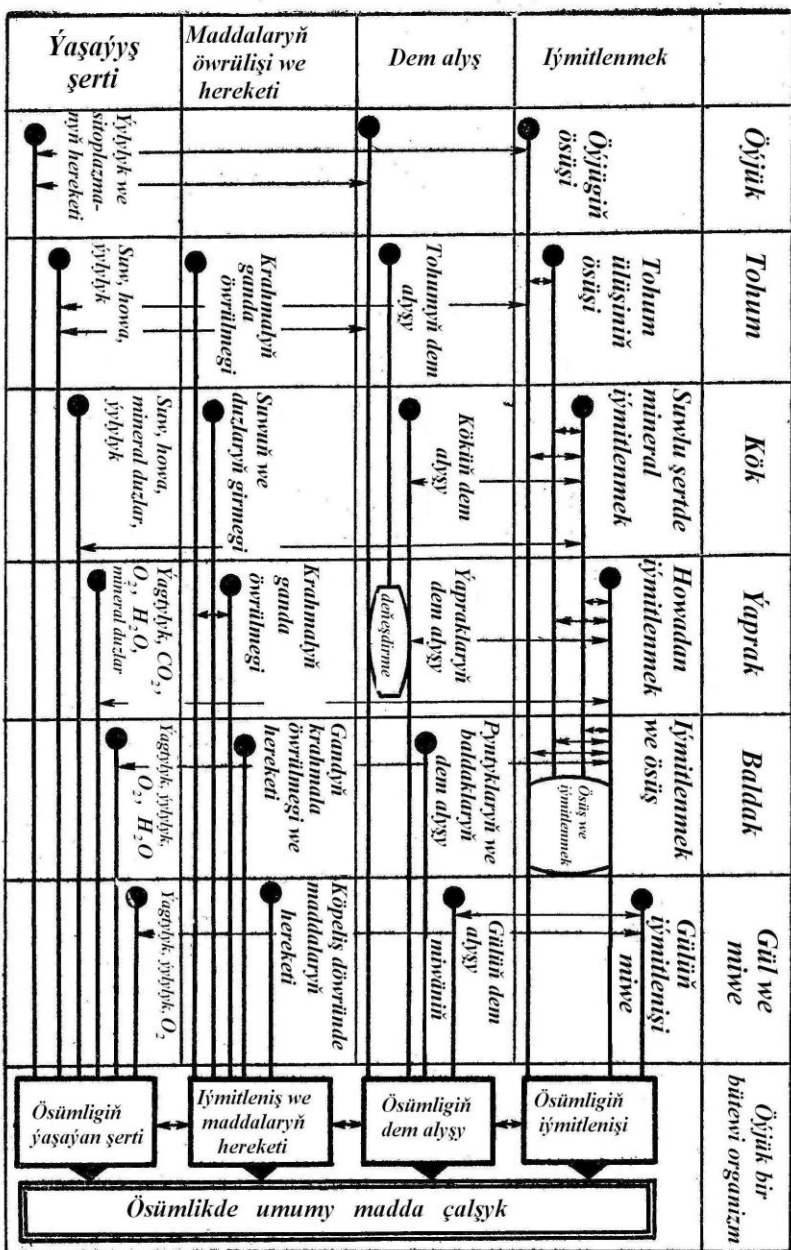 Ýaşaýyş
şerti
Maddalaryň
öwrülişi we
hereketi
Dem alyş
Iýmitlenmek
Öýjük
Ýylylyk we
sitoplazma-
nyň hereketi
Öýjügiň
ösüşi
Tohum
Suw, howa,
ýylylyk
Krahmalyň
ganda
öwrülmegi
Tohumyň dem
alyşy
Tohum
ülüşiniň
ösüşi
Kök
Suw, howa,
mineral duzlar,
ýylylyk
Suwuň we
duzlaryň girmegi
Köküň dem
alyşy
Suwlu şertde
mineral
iýmitlenmek
Ýaprak
Ýagtylyk, CO₂,
O₂, H₂O,
mineral duzlar
Krahmalyň
ganda
öwrülmegi
deňeşdirme
Ýapraklaryň
dem alyşy
Howadan
iýmitlenmek
Baldak
Ýagtylyk, ýylylyk,
O₂, H₂O
Gandyň
krahmala
öwrülmegi we
hereketi
Pyntyklaryň we
baldaklaryň
dem alyşy
Iýmitlenmek
we ösüş
Ösüş we
iýmitlenmek
Gül we
miwe
Ýagtylyk, ýylylyk, O₂
Köpeliş döwründe
maddalaryň
hereketi
Gülüň dem
alyşy
miwäniň
Gülüň
iýmitlenişi
miwe
Öýjük bir
bütewi organizm
Ösümligiň
ýaşaýan şerti
Iýmitleniş we
maddalaryň
hereketi
Ösümligiň
dem alyşy
Ösümligiň
iýmitlenişi
Ösümlikde umumy madda çalşyk